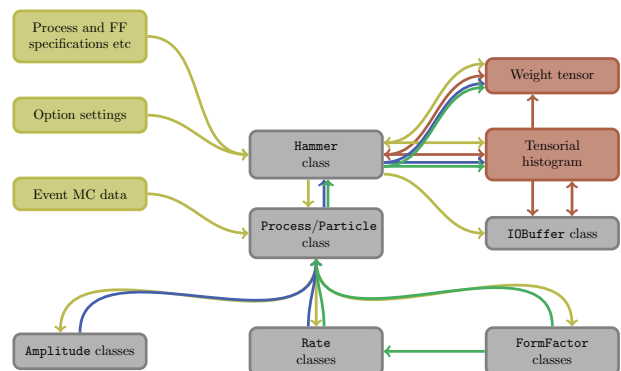 Process and FF
specifications etc
Weight tensor
Option settings
Hammer
class
Tensorial
histogram
Event MC data
Process/Particle
class
IOBuffer class
Amplitude classes
Rate
classes
FormFactor
classes